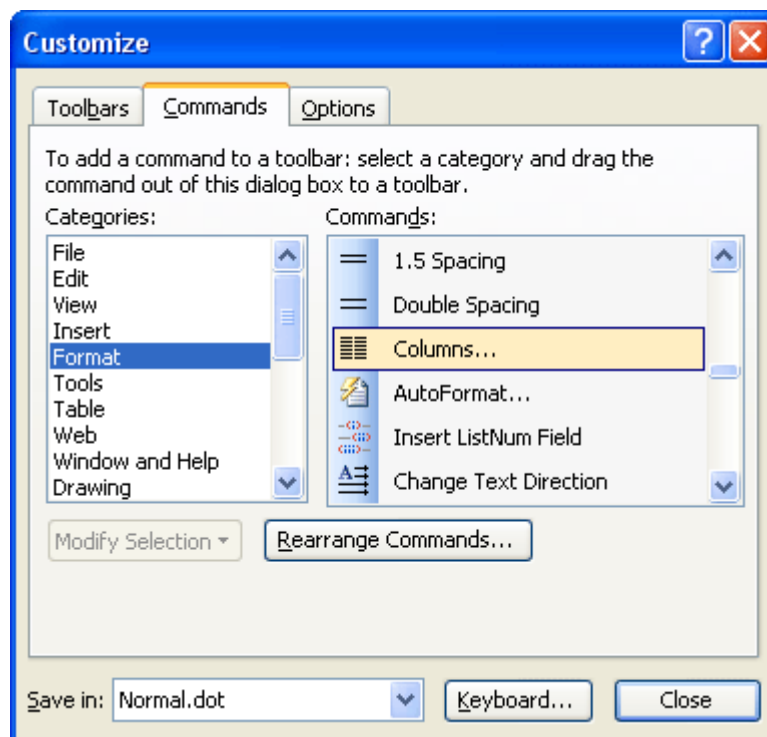 Customize
Toolbars Commands Options
To add a command to a toolbar: select a category and drag the
command out of this dialog box to a toolbar.
Categories:
File
Edit
View
Insert
Format
Tools
Table
Web
Window and Help
Drawing
Commands:
1.5 Spacing
Double Spacing
Columns...
AutoFormat...
Insert ListNum Field
Change Text Direction
Modify Selection
Rearrange Commands...
Save in: Normal.dot
Keyboard...
Close